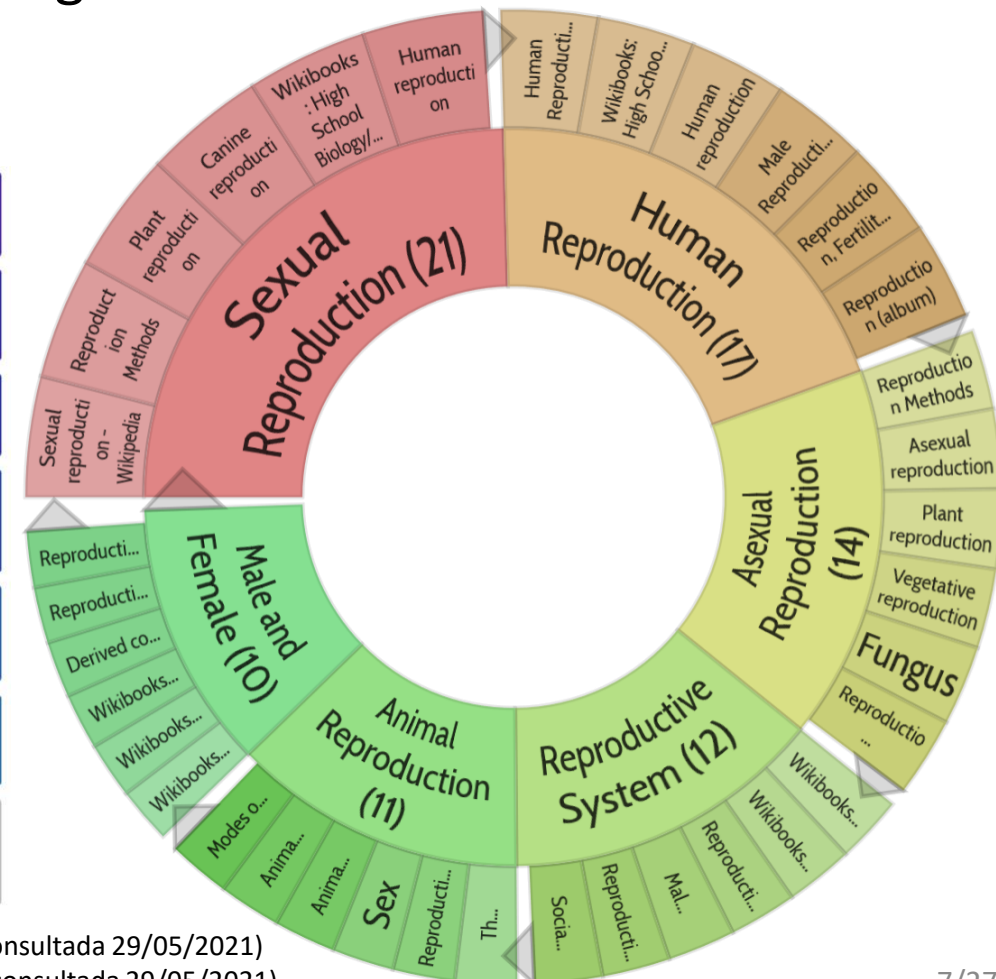 Sexual
Reproduction (21)
Human
reproducti
on
Wikibooks
: High
School
Biology/...
Canine
reproducti
on
Plant
reproducti
on
Reproduct
ion
Methods
Sexual
reproducti
on -
Wikipedia
Human
Reproduction (17)
Human
Reproducti...
Wikibooks:
High Schoo...
Human
reproduction
Male
Reproducti...
Reproductio
n, Fertilit...
Reproductio
n (album)
Asexual
Reproduction
(14)
Reproductio
n Methods
Asexual
reproduction
Plant
reproduction
Vegetative
reproduction
Fungus
Reproductio
...
Reproductive
System (12)
Wikibooks...
Wikibooks...
Reproducti...
Mal...
Reproducti...
Socia...
Animal
Reproduction
(11)
Th...
Reproducti...
Sex
Anima...
Anima...
Modes o...
Male and
Female (10)
Wikibooks...
Wikibooks...
Wikibooks...
Derived co...
Reproducti...
Reproducti...
onsultada 29/05/2021)